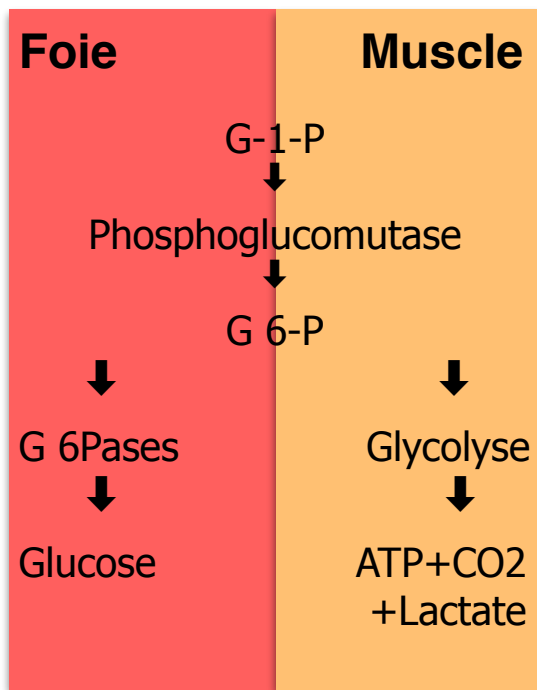 Foie
Muscle
G-1-P
Phosphoglucomutase
G 6-P
G 6Pases
Glycolyse
Glucose
ATP+CO2
+Lactate